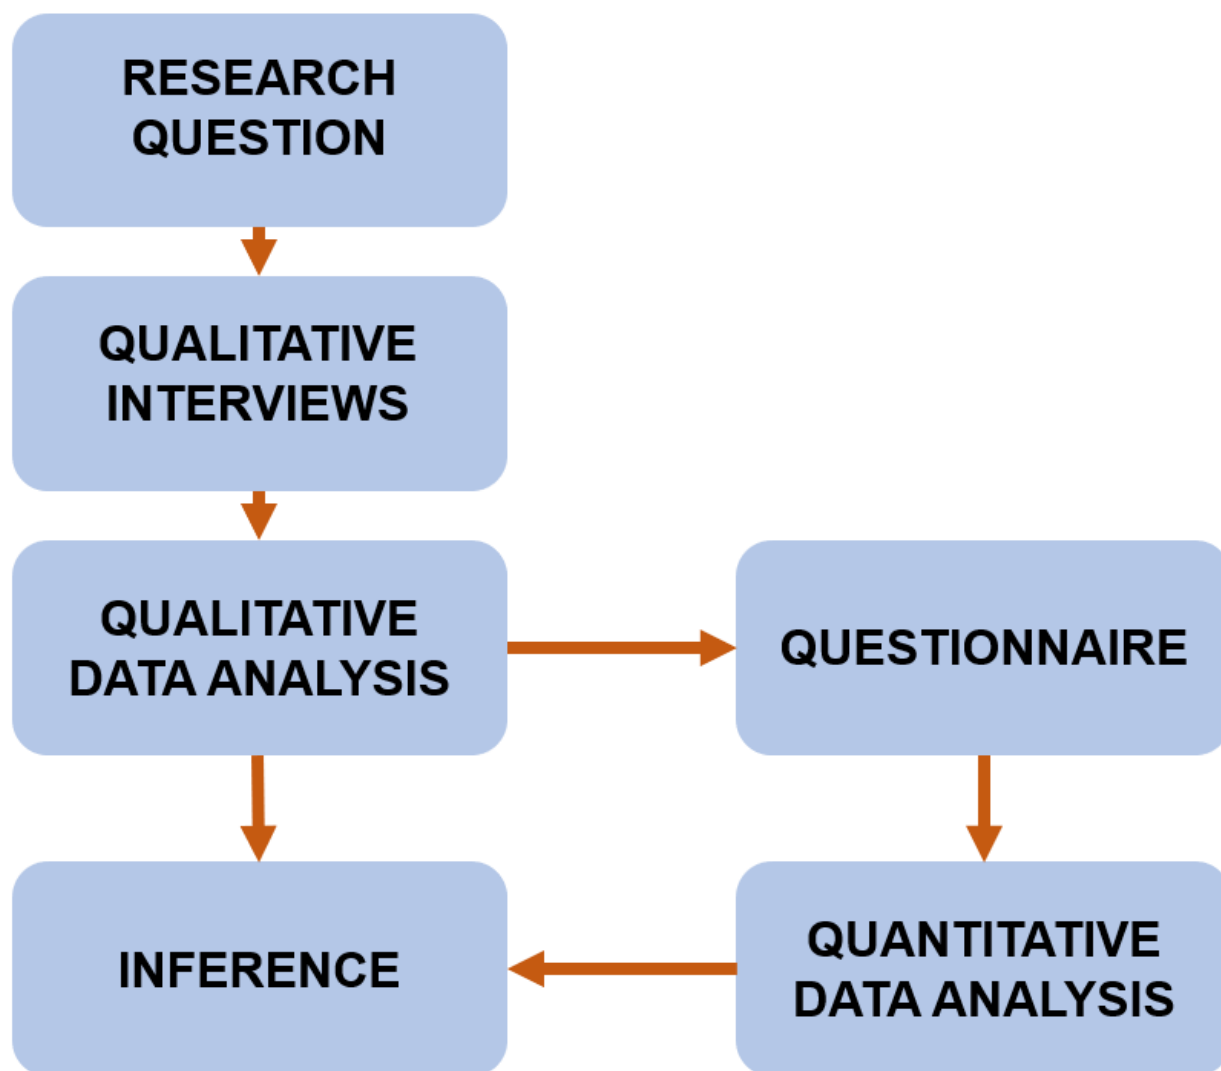 RESEARCH
QUESTION
QUALITATIVE
INTERVIEWS
QUALITATIVE
DATA ANALYSIS
QUESTIONNAIRE
INFERENCE
QUANTITATIVE
DATA ANALYSIS